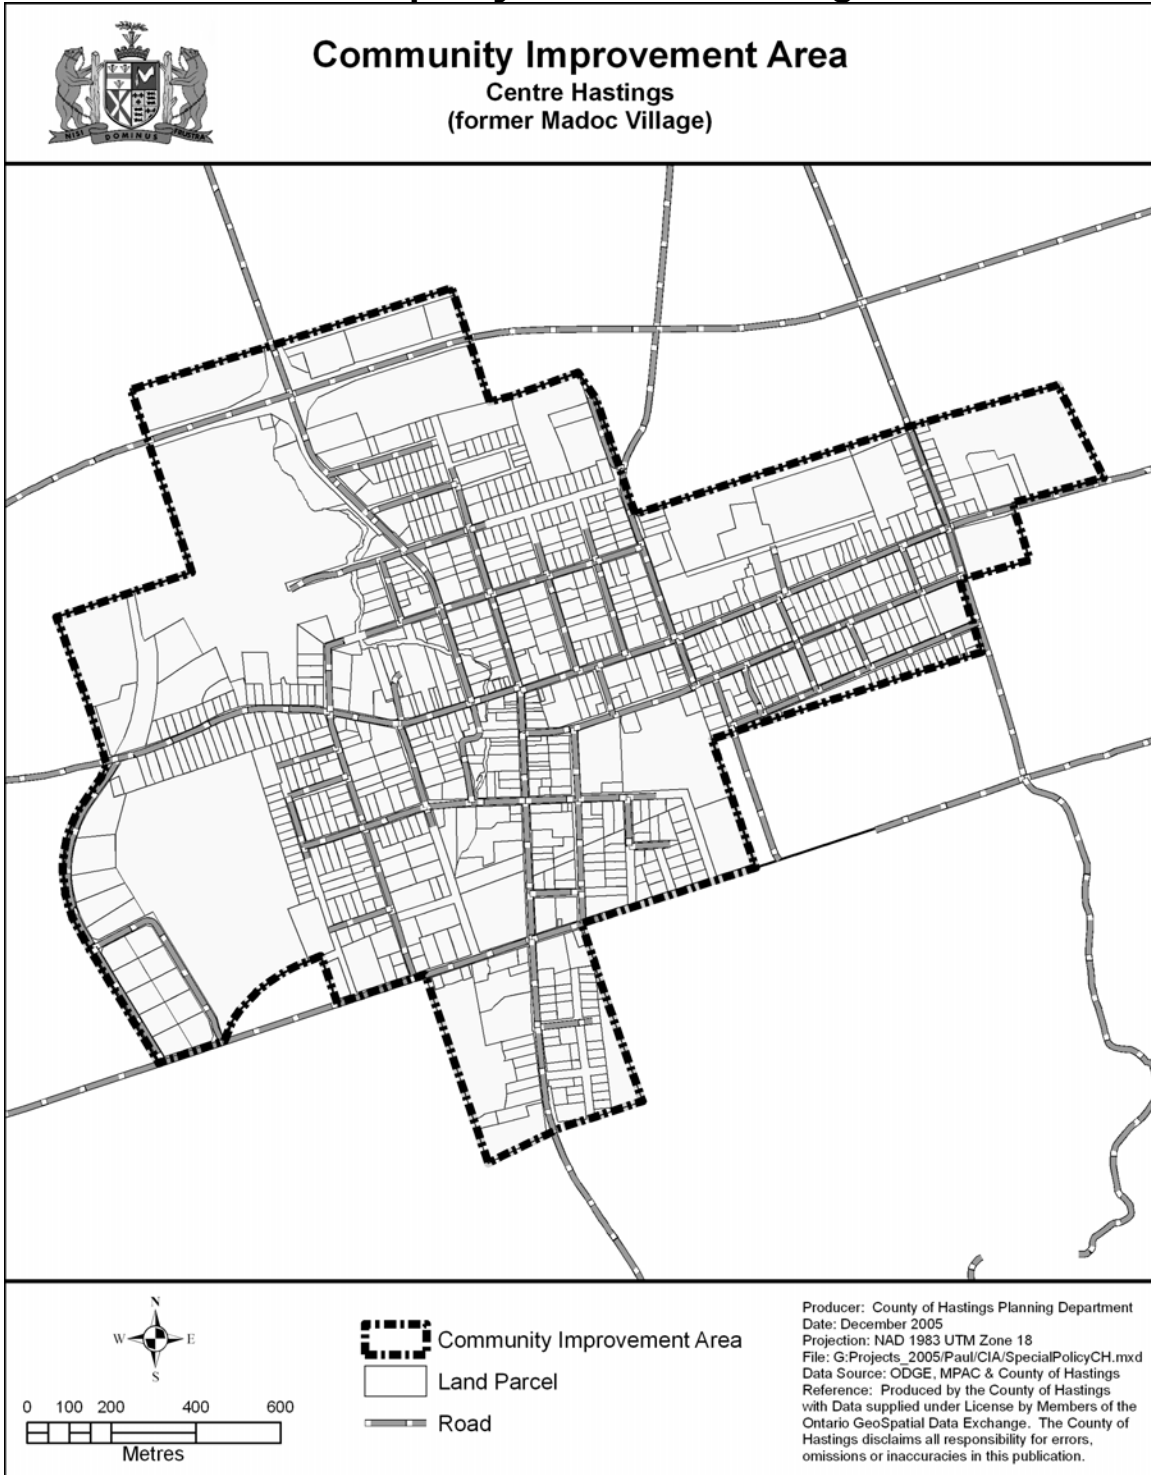 Community Improvement Area
Centre Hastings
(former Madoc Village)
NISI DOMINUS FRUSTRA
N
W E
S
0 100 200 400 600
Metres
Community Improvement Area
Land Parcel
Road
Producer: County of Hastings Planning Department
Date: December 2005
Projection: NAD 1983 UTM Zone 18
File: G:Projects_2005/Paul/CIA/SpecialPolicyCH.mxd
Data Source: ODGE, MPAC & County of Hastings
Reference: Produced by the County of Hastings
with Data supplied under License by Members of the
Ontario GeoSpatial Data Exchange. The County of
Hastings disclaims all responsibility for errors,
omissions or inaccuracies in this publication.